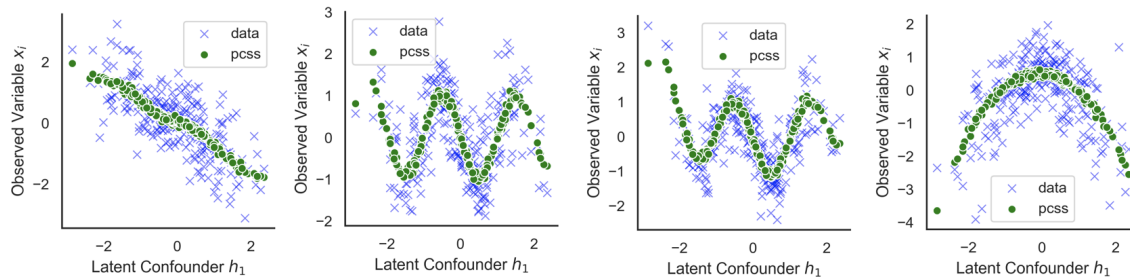 Observed Variable x_i
2
0
−2
× data
● pcss
−2 0 2
Latent Confounder h_1
Observed Variable x_i
3
2
1
0
−1
−2
× data
● pcss
−2 0 2
Latent Confounder h_1
Observed Variable x_i
3
2
1
0
−1
−2
× data
● pcss
−2 0 2
Latent Confounder h_1
Observed Variable x_i
2
1
0
−1
−2
−3
−4
× data
● pcss
−2 0 2
Latent Confounder h_1